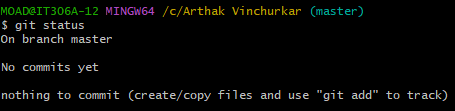 MOAD@IT306A-12 MINGW64 /c/Arthak Vinchurkar (master)
$ git status
On branch master
No commits yet
nothing to commit (create/copy files and use "git add" to track)